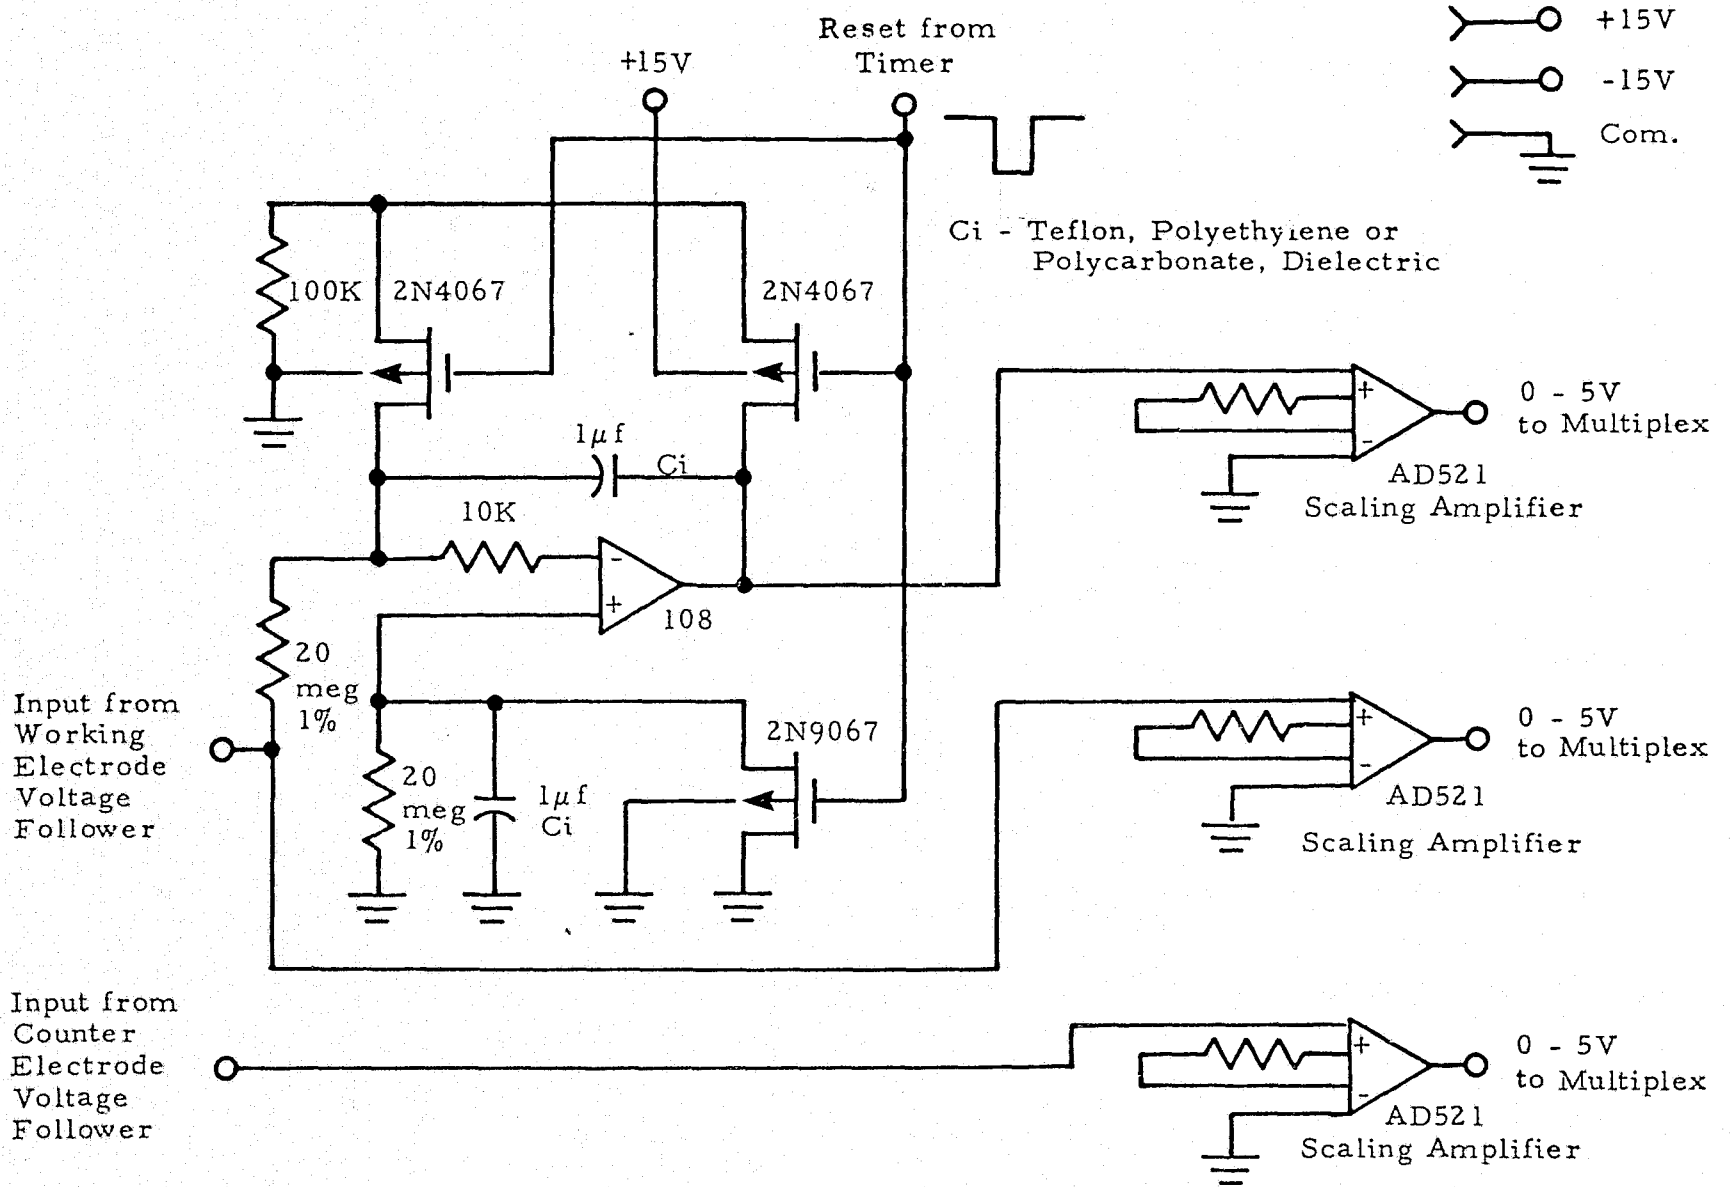 Reset from
Timer
+15V
+15V
-15V
Com.
Ci - Teflon, Polyethylene or
Polycarbonate, Dielectric
100K
2N4067
2N4067
1μf
Ci
10K
-
+
108
20
meg
1%
+
-
0 - 5V
to Multiplex
AD521
Scaling Amplifier
Input from
Working
Electrode
Voltage
Follower
20
meg
1%
1μf
Ci
2N9067
+
-
0 - 5V
to Multiplex
AD521
Scaling Amplifier
Input from
Counter
Electrode
Voltage
Follower
+
-
0 - 5V
to Multiplex
AD521
Scaling Amplifier